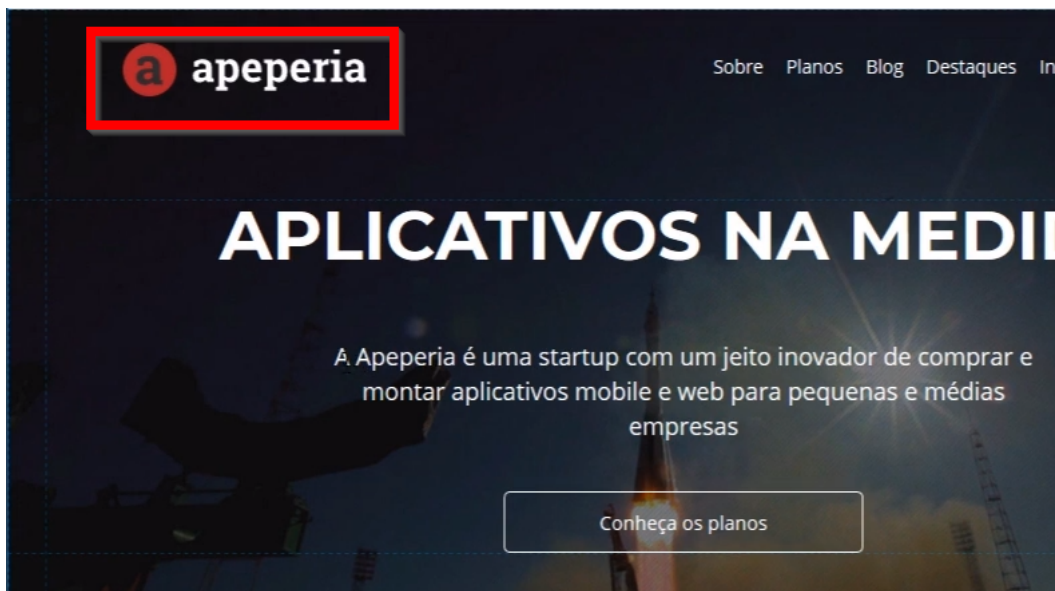 a apeperia
Sobre Planos Blog Destaques In
APLICATIVOS NA MEDI
A Apeperia é uma startup com um jeito inovador de comprar e
montar aplicativos mobile e web para pequenas e médias
empresas
Conheça os planos